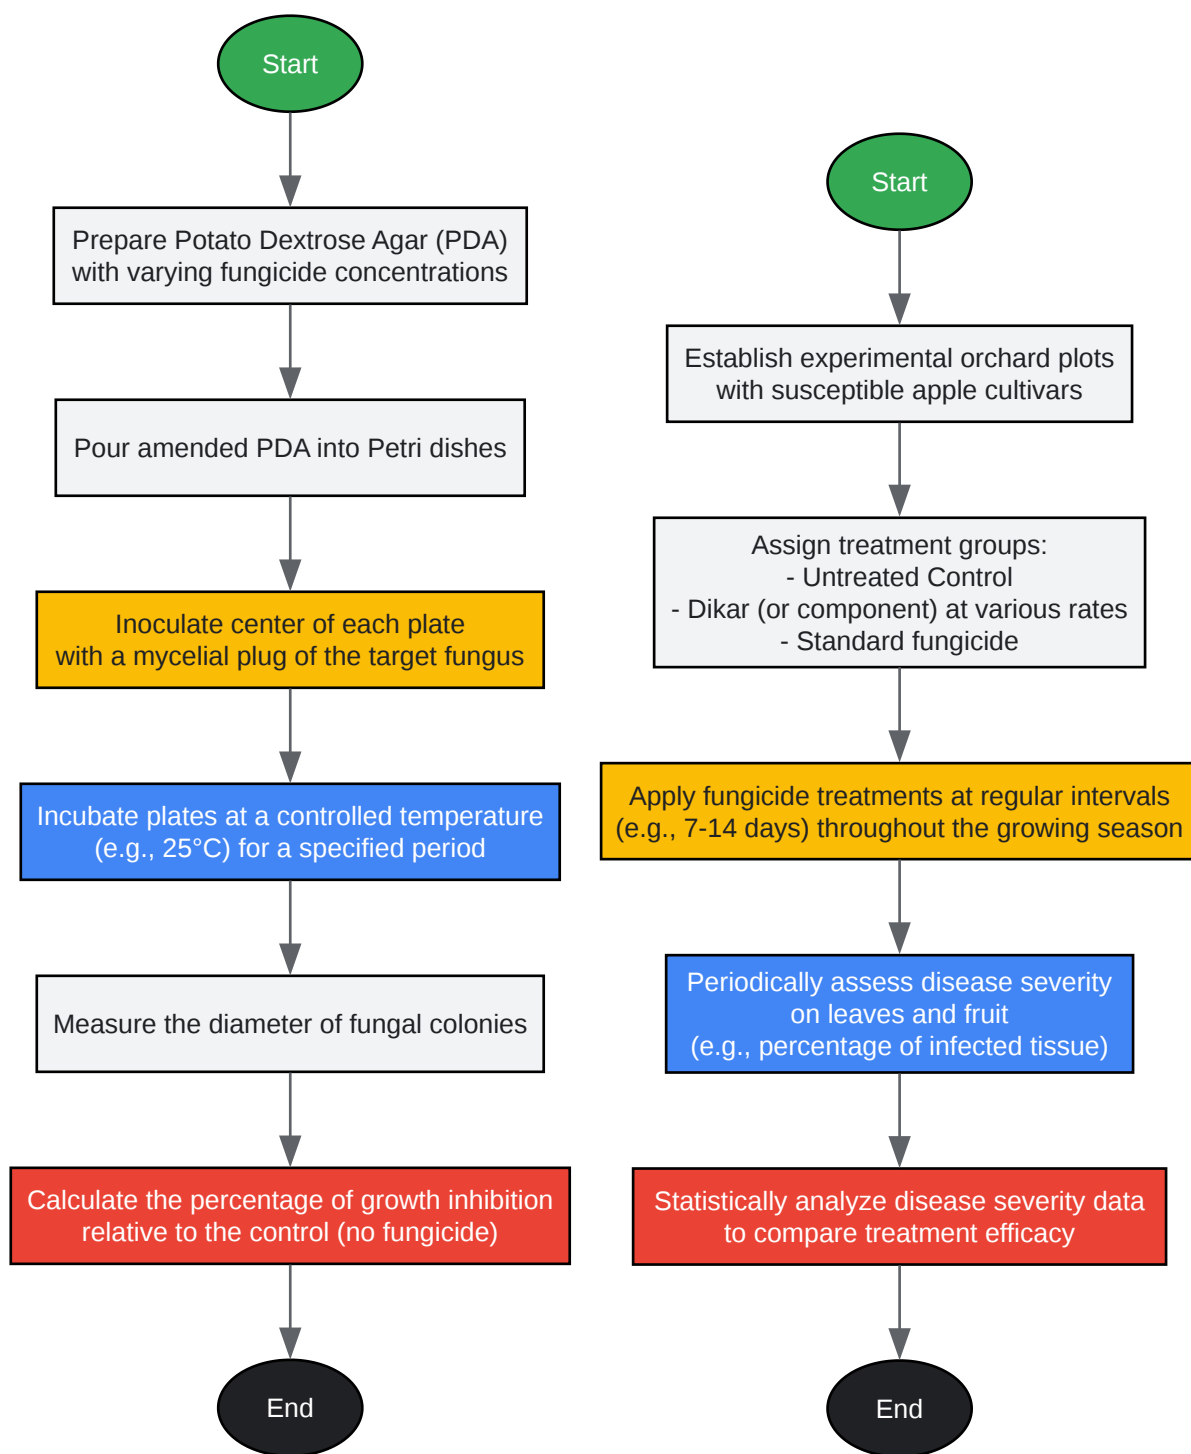 Start
Prepare Potato Dextrose Agar (PDA)
with varying fungicide concentrations
Pour amended PDA into Petri dishes
Inoculate center of each plate
with a mycelial plug of the target fungus
Incubate plates at a controlled temperature
(e.g., 25°C) for a specified period
Measure the diameter of fungal colonies
Calculate the percentage of growth inhibition
relative to the control (no fungicide)
End
Start
Establish experimental orchard plots
with susceptible apple cultivars
Assign treatment groups:
- Untreated Control
- Dikar (or component) at various rates
- Standard fungicide
Apply fungicide treatments at regular intervals
(e.g., 7-14 days) throughout the growing season
Periodically assess disease severity
on leaves and fruit
(e.g., percentage of infected tissue)
Statistically analyze disease severity data
to compare treatment efficacy
End